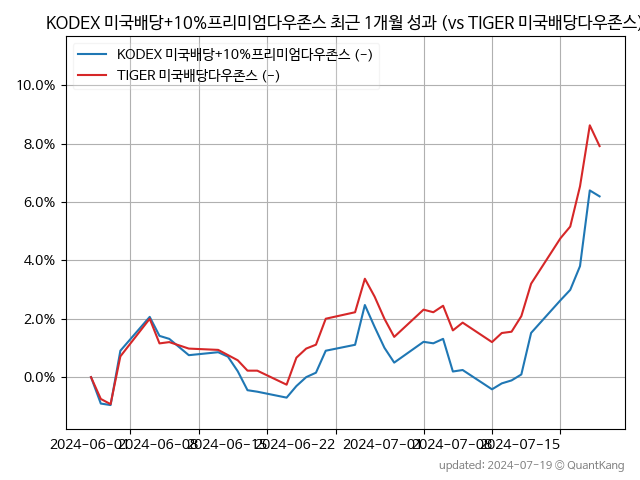 KODEX 미국배당+10%프리미엄다우존스 최근 1개월 성과 (vs TIGER 미국배당다우존스)
KODEX 미국배당+10%프리미엄다우존스 (-)
TIGER 미국배당다우존스 (-)
10.0%
8.0%
6.0%
4.0%
2.0%
0.0%
2024-06-01 2024-06-08 2024-06-15 2024-06-22 2024-07-01 2024-07-08 2024-07-15
updated: 2024-07-19 © QuantKang